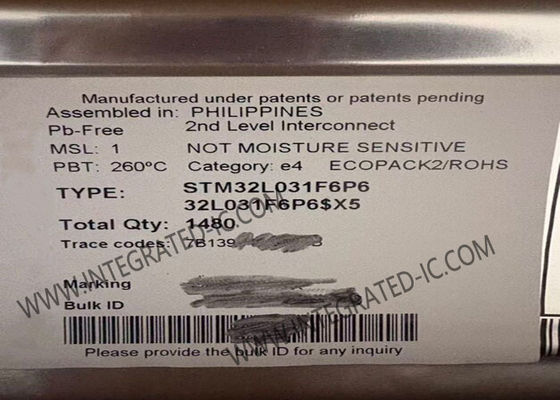 Manufactured under patents or patents pending
Assembled in: PHILIPPINES
Pb-Free 2nd Level Interconnect
MSL: 1 NOT MOISTURE SENSITIVE
PBT: 260ºC Category: e4 ECOPACK2/ROHS
TYPE: STM32L031F6P6
32L031F6P6$X5
Total Qty: 1480
Trace codes: 7B139
Marking
Bulk ID
Please provide the bulk ID for any inquiry
WWW.INTEGRATED-IC.COM
WWW.INTEGRATED-IC.COM